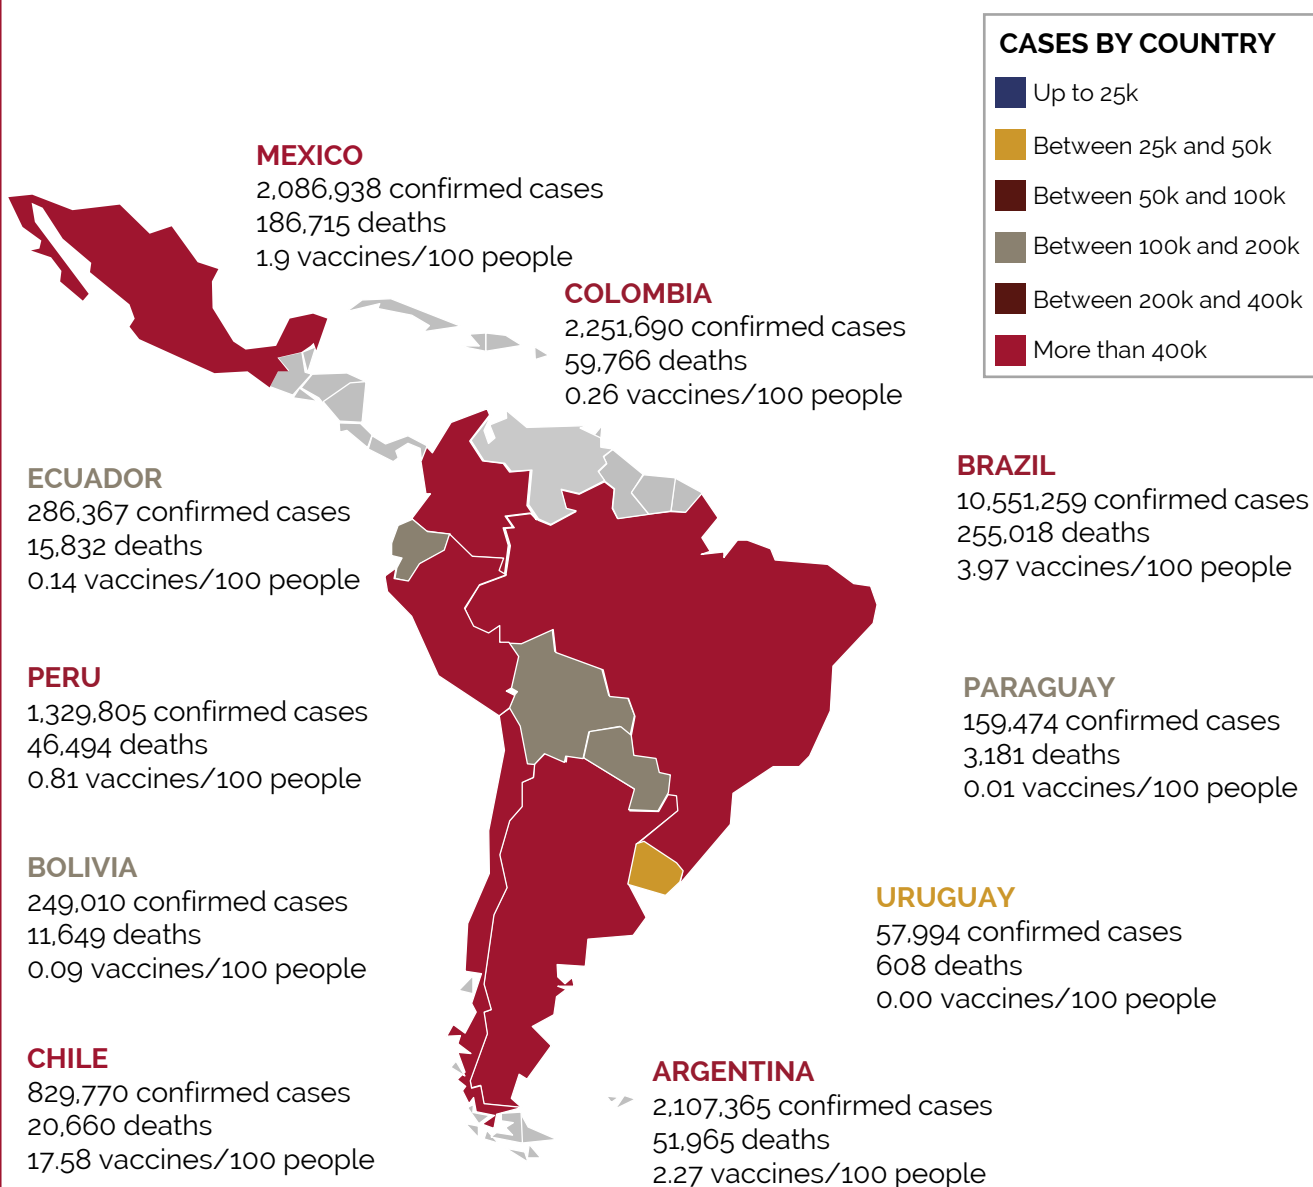 CASES BY COUNTRY
Up to 25k
Between 25k and 50k
Between 50k and 100k
Between 100k and 200k
Between 200k and 400k
More than 400k
MEXICO
2,086,938 confirmed cases
186,715 deaths
1.9 vaccines/100 people
COLOMBIA
2,251,690 confirmed cases
59,766 deaths
0.26 vaccines/100 people
ECUADOR
286,367 confirmed cases
15,832 deaths
0.14 vaccines/100 people
BRAZIL
10,551,259 confirmed cases
255,018 deaths
3.97 vaccines/100 people
PERU
1,329,805 confirmed cases
46,494 deaths
0.81 vaccines/100 people
PARAGUAY
159,474 confirmed cases
3,181 deaths
0.01 vaccines/100 people
BOLIVIA
249,010 confirmed cases
11,649 deaths
0.09 vaccines/100 people
URUGUAY
57,994 confirmed cases
608 deaths
0.00 vaccines/100 people
CHILE
829,770 confirmed cases
20,660 deaths
17.58 vaccines/100 people
ARGENTINA
2,107,365 confirmed cases
51,965 deaths
2.27 vaccines/100 people